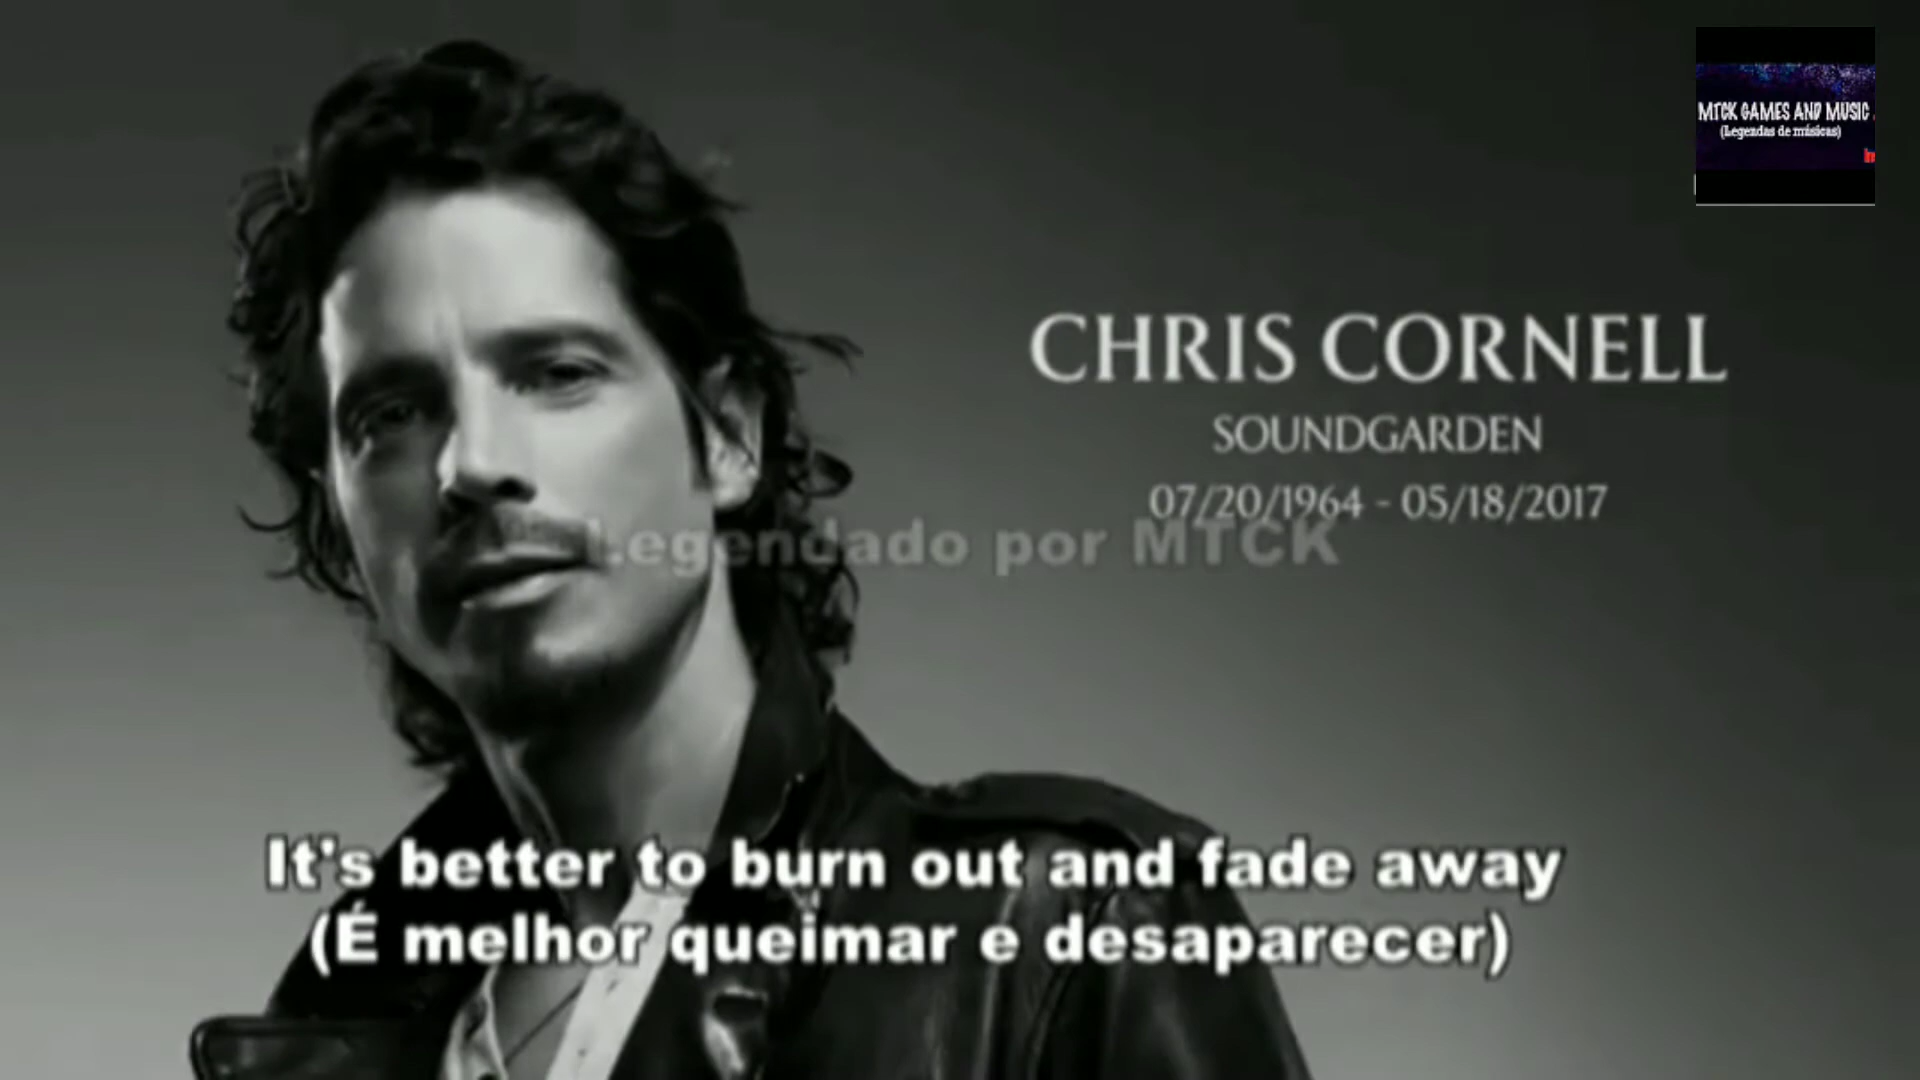 MTCK GAMES AND MUSIC
(Legendas de músicas)
CHRIS CORNELL
SOUNDGARDEN
07/20/1964 - 05/18/2017
Legendado por MTCK
It's better to burn out and fade away
(É melhor queimar e desaparecer)